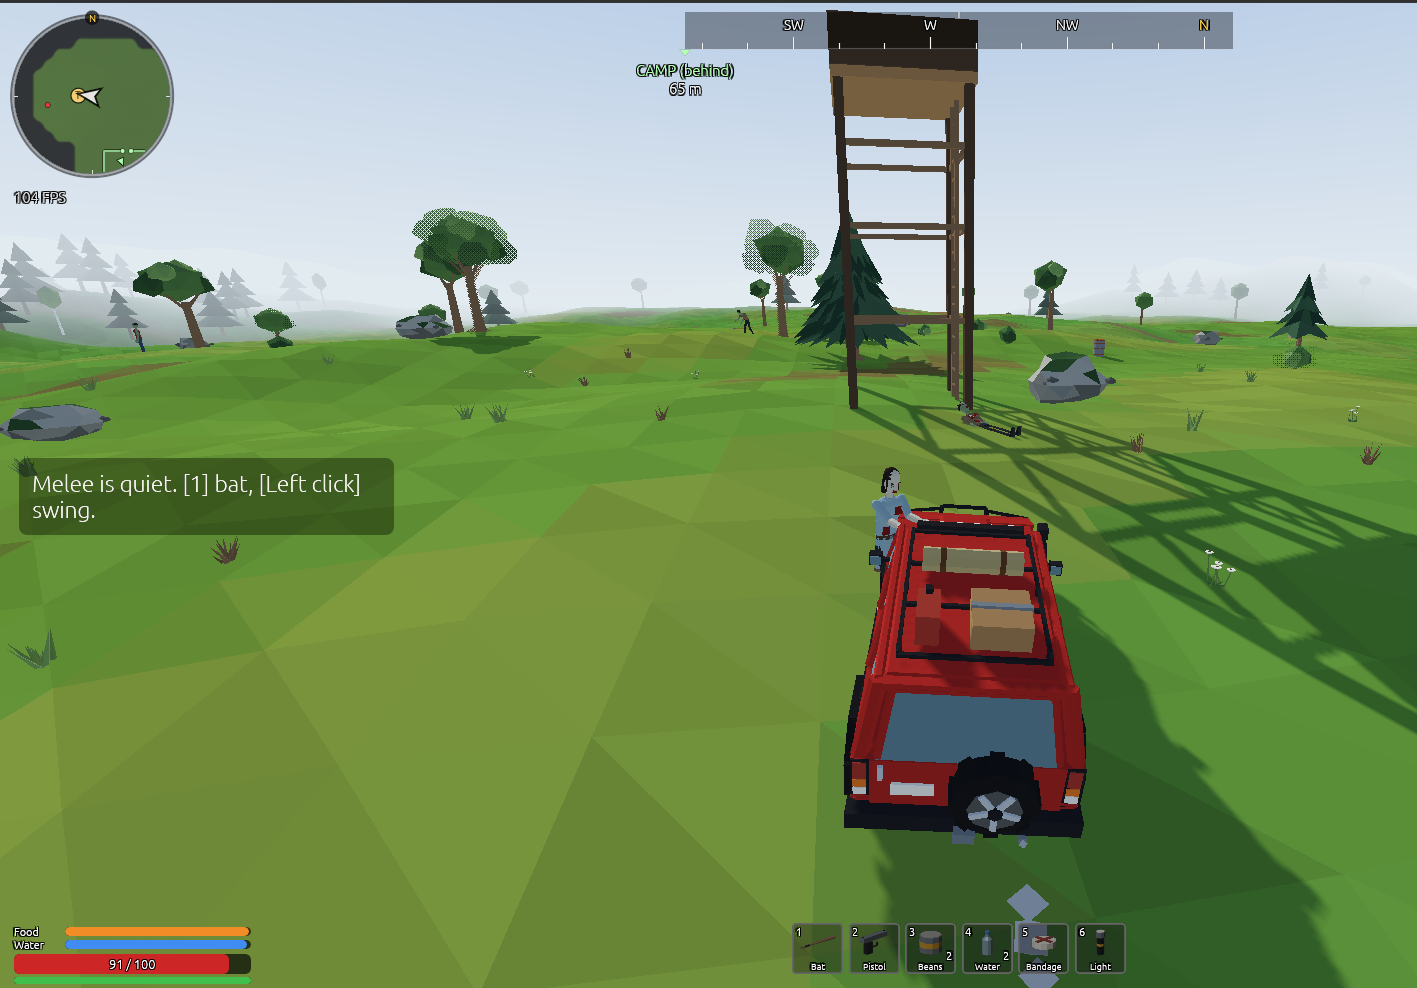 N
SW
W
NW
N
CAMP (behind)
65 m
104 FPS
Melee is quiet. [1] bat, [Left click]
swing.
Food
Water
91 / 100
1
Bat
2
Pistol
3
2
Beans
4
2
Water
5
Bandage
6
Light